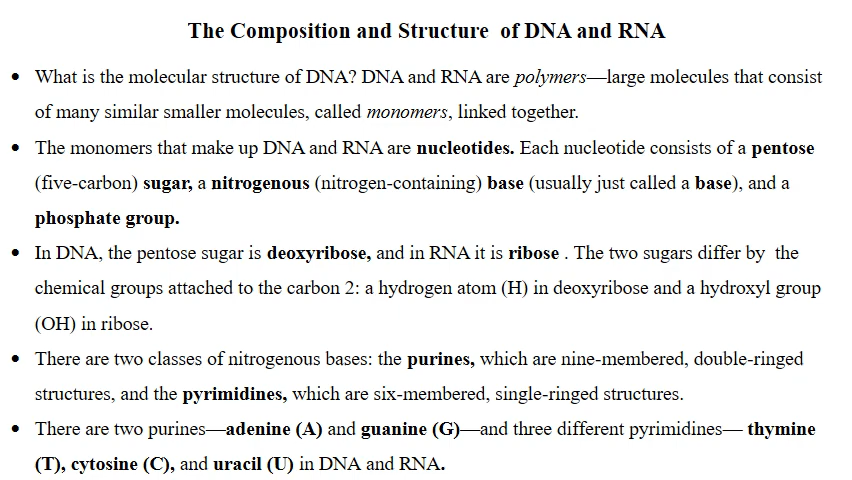 The Composition and Structure of DNA and RNA
• What is the molecular structure of DNA? DNA and RNA are polymers—large molecules that consist
of many similar smaller molecules, called monomers, linked together.
• The monomers that make up DNA and RNA are nucleotides. Each nucleotide consists of a pentose
(five-carbon) sugar, a nitrogenous (nitrogen-containing) base (usually just called a base), and a
phosphate group.
• In DNA, the pentose sugar is deoxyribose, and in RNA it is ribose . The two sugars differ by the
chemical groups attached to the carbon 2: a hydrogen atom (H) in deoxyribose and a hydroxyl group
(OH) in ribose.
• There are two classes of nitrogenous bases: the purines, which are nine-membered, double-ringed
structures, and the pyrimidines, which are six-membered, single-ringed structures.
• There are two purines—adenine (A) and guanine (G)—and three different pyrimidines— thymine
(T), cytosine (C), and uracil (U) in DNA and RNA.